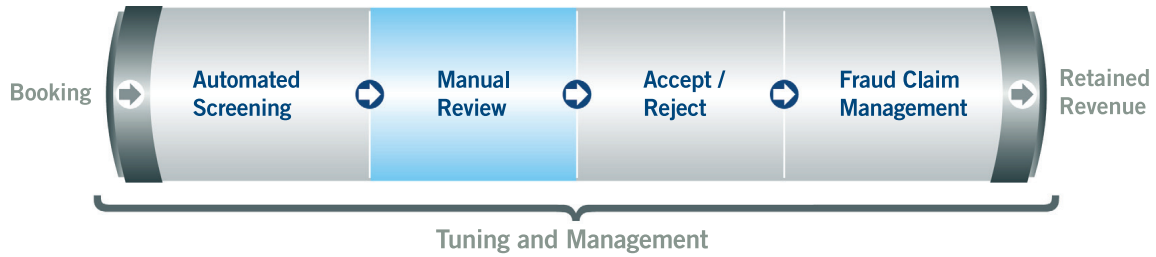 Booking
Automated
Screening
Manual
Review
Accept /
Reject
Fraud Claim
Management
Retained
Revenue
Tuning and Management